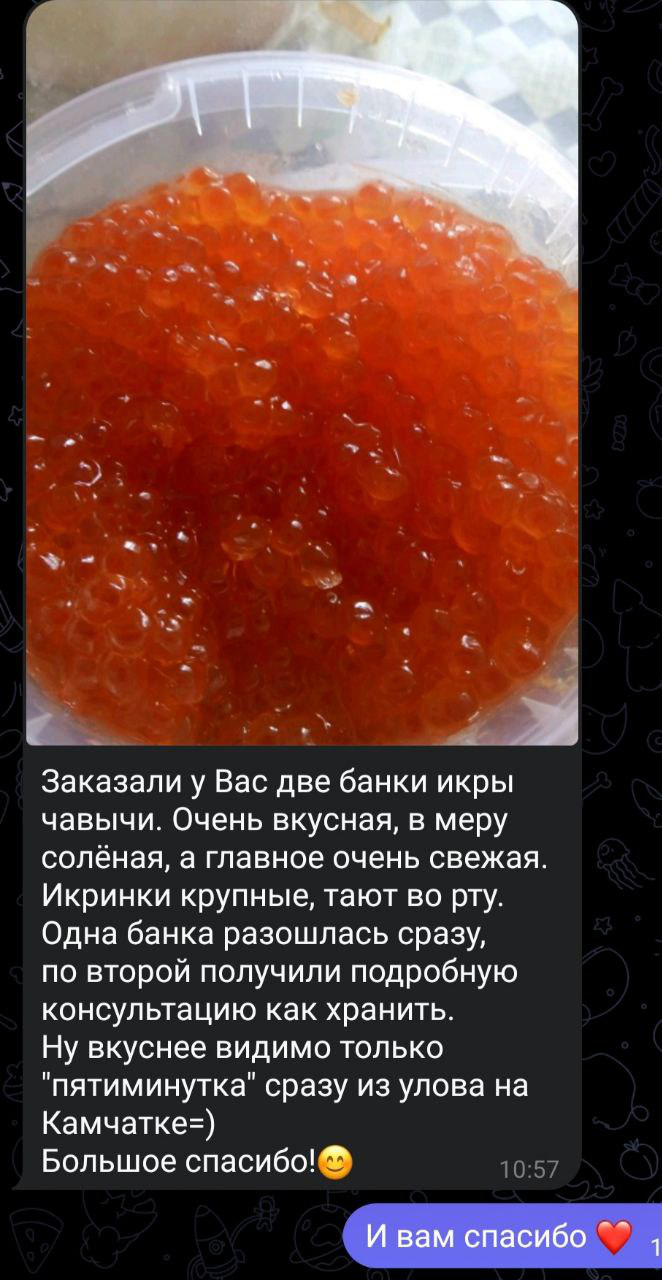 Заказали у Вас две банки икры
чавычи. Очень вкусная, в меру
солёная, а главное очень свежая.
Икринки крупные, тают во рту.
Одна банка разошлась сразу,
по второй получили подробную
консультацию как хранить.
Ну вкуснее видимо только
"пятиминутка" сразу из улова на
Камчатке=)
Большое спасибо!😊
10:57
И вам спасибо ❤️